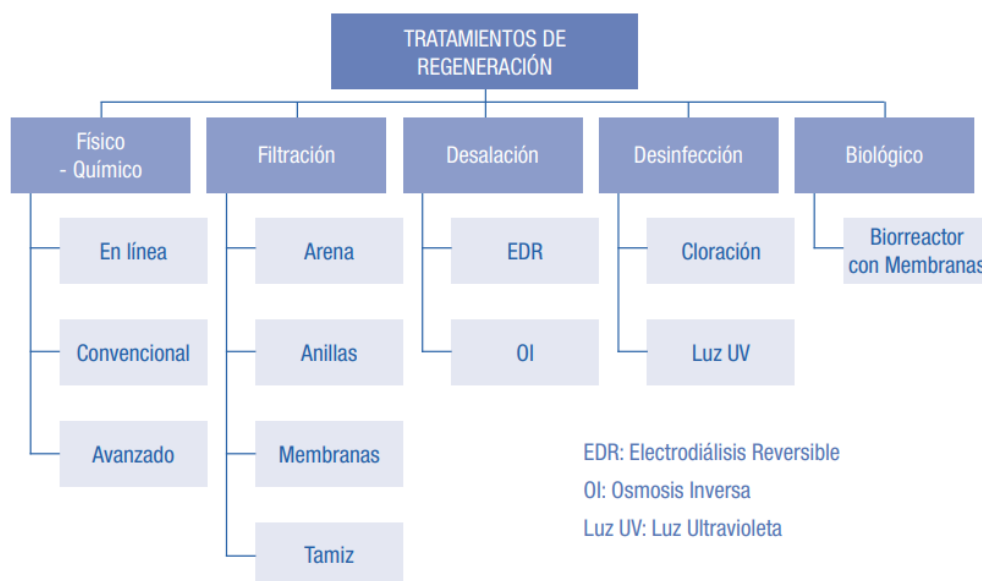 TRATAMIENTOS DE
REGENERACIÓN
Físico
- Químico
Filtración
Desalación
Desinfección
Biológico
En línea
Arena
EDR
Cloración
Biorreactor
con Membranas
Convencional
Anillas
OI
Luz UV
Avanzado
Membranas
Tamiz
EDR: Electrodiálisis Reversible
OI: Osmosis Inversa
Luz UV: Luz Ultravioleta